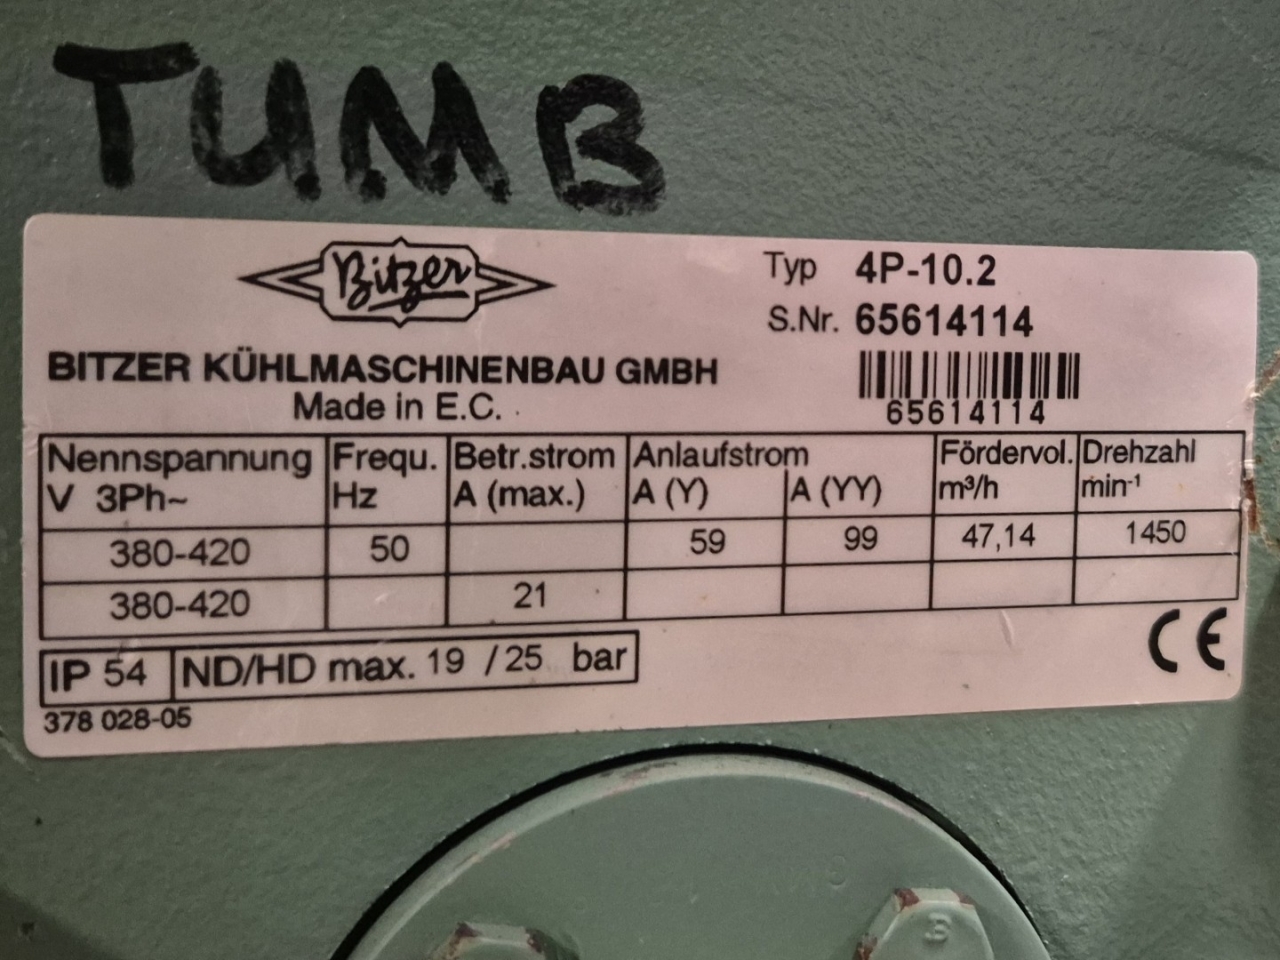 TUMB
Bitzer
Typ 4P-10.2
S.Nr. 65614114
65614114
BITZER KÜHLMASCHINENBAU GMBH
Made in E.C.
Nennspannung Frequ. Betr.strom Anlaufstrom Fördervol. Drehzahl
V 3Ph~ Hz A (max.) A (Y) A (YY) m³/h min-¹
380-420 50 59 99 47,14 1450
380-420 21
IP 54 ND/HD max. 19 / 25 bar
CE
378 028-05
8